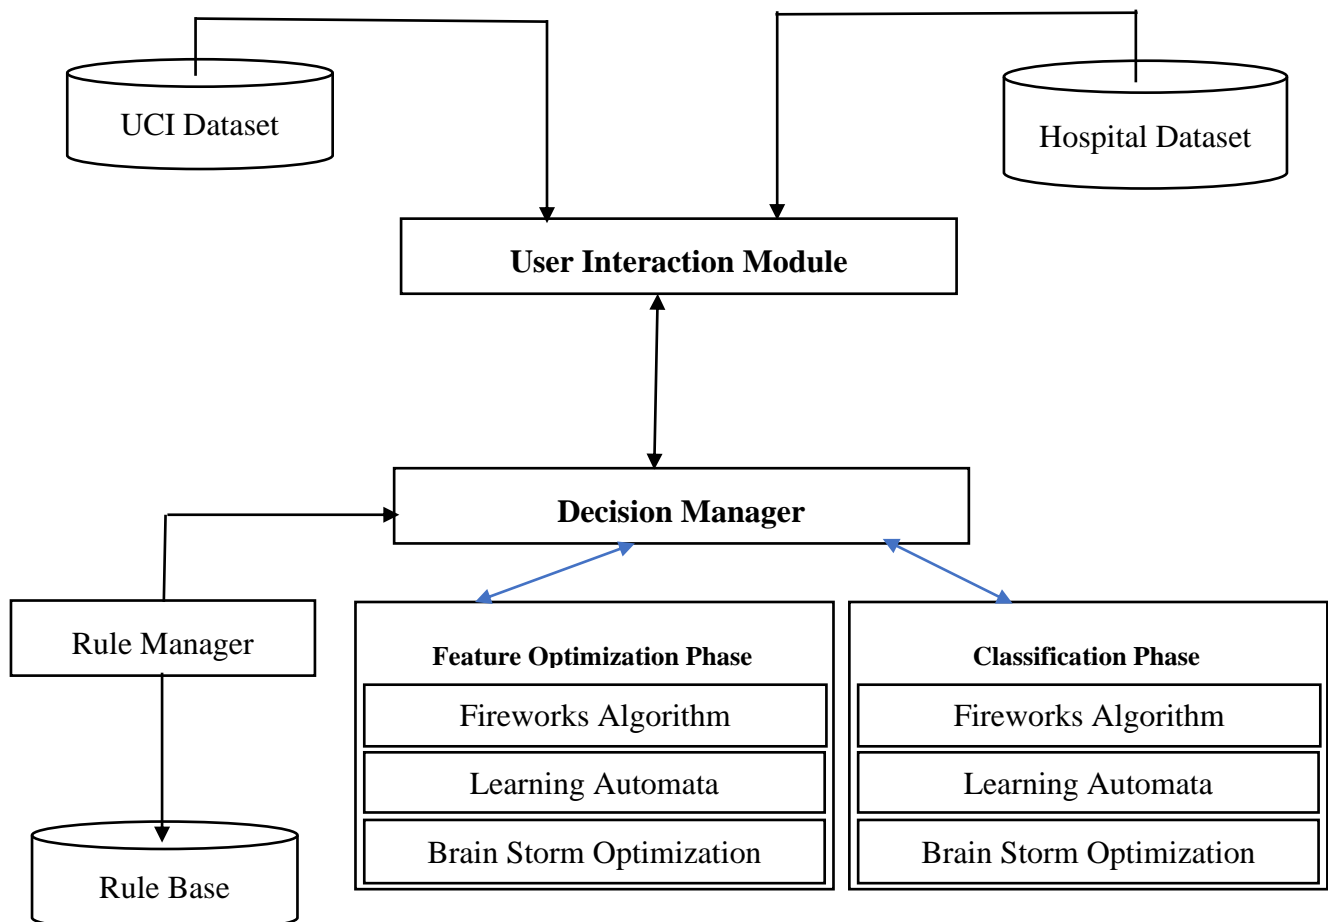 UCI Dataset
Hospital Dataset
User Interaction Module
Decision Manager
Rule Manager
Feature Optimization Phase
Fireworks Algorithm
Learning Automata
Brain Storm Optimization
Classification Phase
Fireworks Algorithm
Learning Automata
Brain Storm Optimization
Rule Base